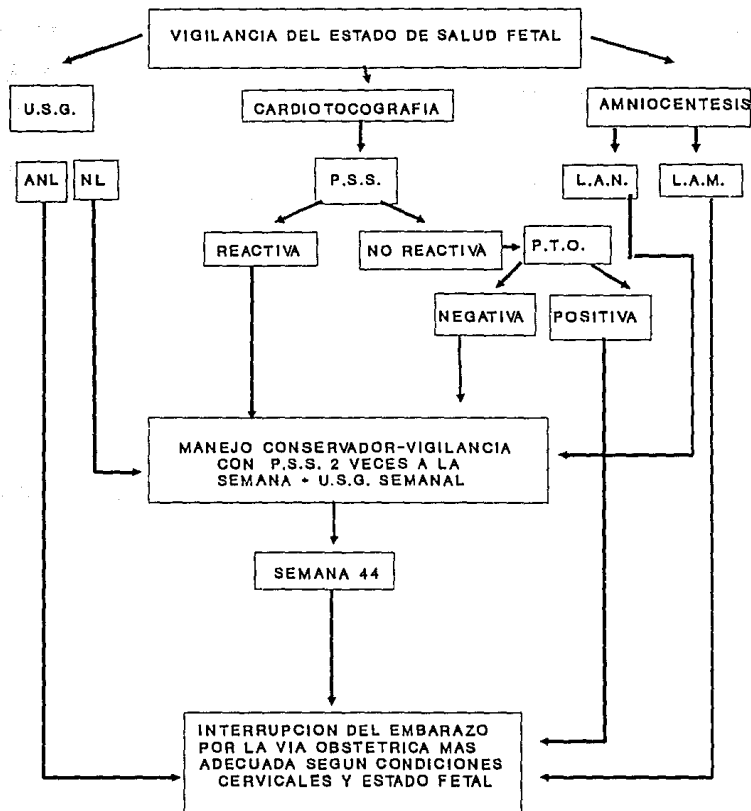 VIGILANCIA DEL ESTADO DE SALUD FETAL
U.S.G.
CARDIOTOCOGRAFIA
AMNIOCENTESIS
ANL
NL
P.S.S.
L.A.N.
L.A.M.
REACTIVA
NO REACTIVA
P.T.O.
NEGATIVA
POSITIVA
MANEJO CONSERVADOR-VIGILANCIA
CON P.S.S. 2 VECES A LA
SEMANA + U.S.G. SEMANAL
SEMANA 44
INTERRUPCION DEL EMBARAZO
POR LA VIA OBSTETRICA MAS
ADECUADA SEGUN CONDICIONES
CERVICALES Y ESTADO FETAL